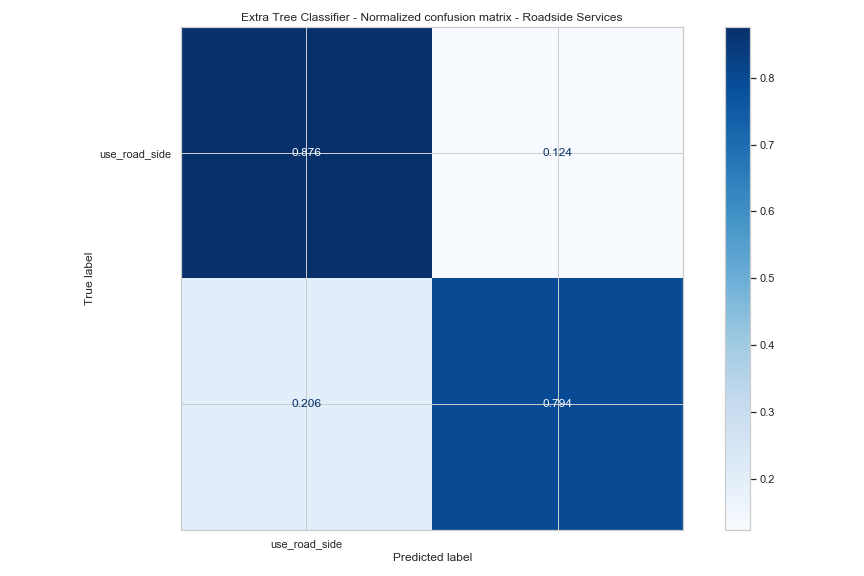 Extra Tree Classifier - Normalized confusion matrix - Roadside Services
0.8
use_road_side
0.876
0.124
0.7
0.6
True label
0.5
0.4
0.206
0.794
0.3
0.2
use_road_side
Predicted label